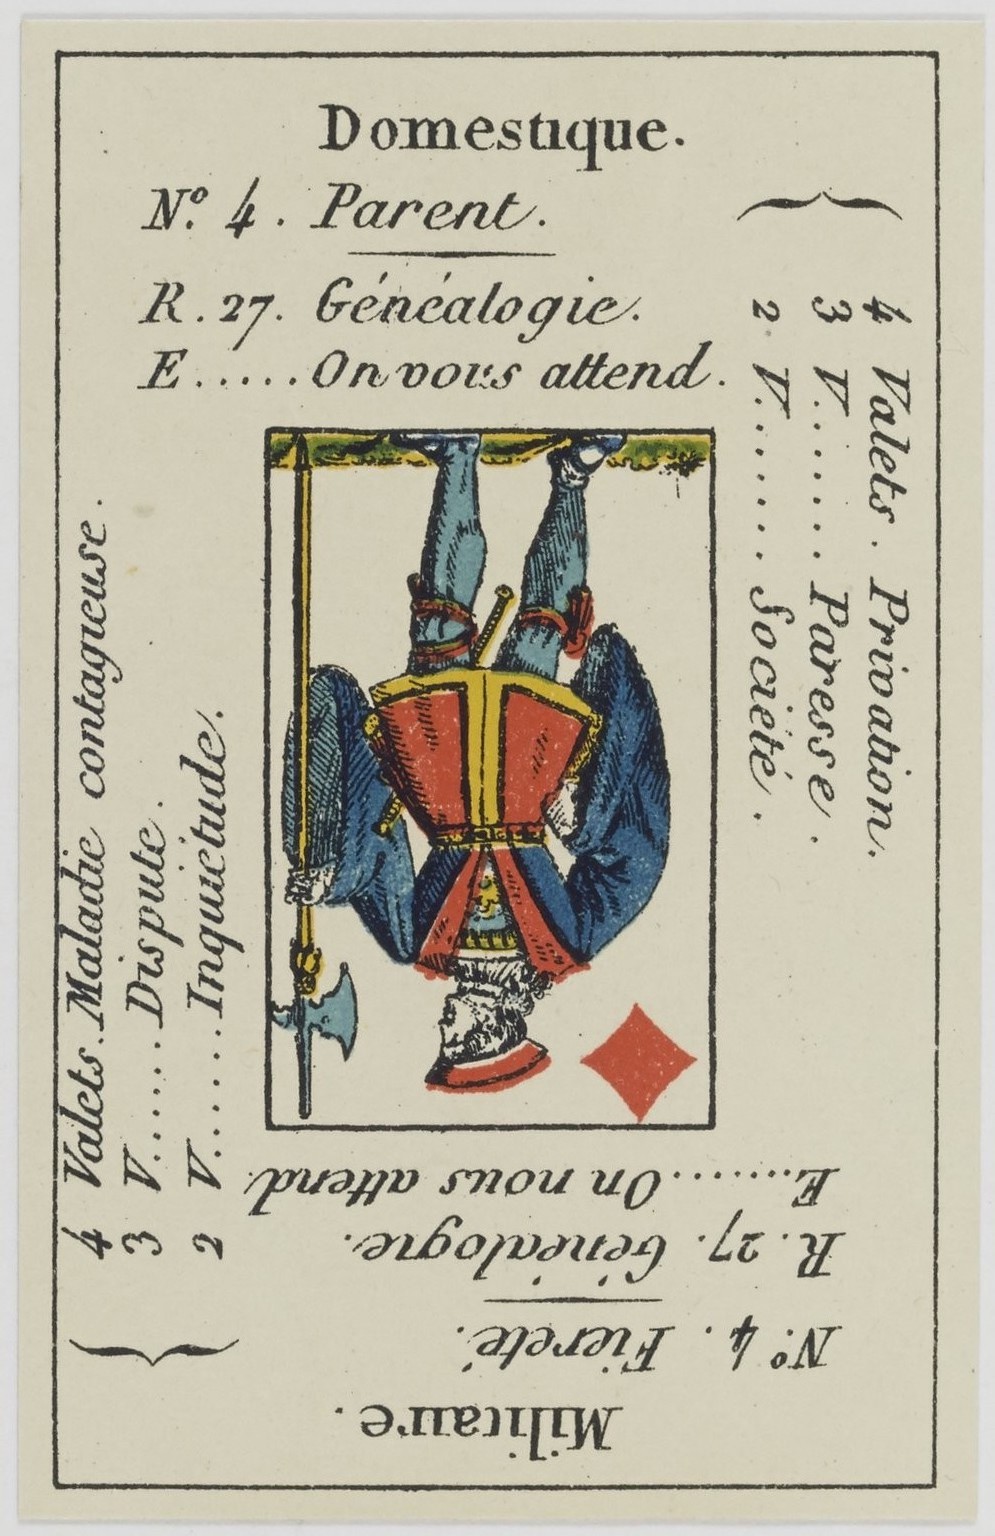 Domestique.
N.º 4. Parent.
R. 27. Généalogie.
E.....On vous attend.
4 Valets. Privation.
3 V....... Paresse.
2 V....... Société.
4 Valets. Maladie contagieuse.
3 V..... Dispute.
2 V..... Inquiétude.
Militaire.
N.º 4. Fierté.
R. 27. Généalogie.
E.......On nous attend.